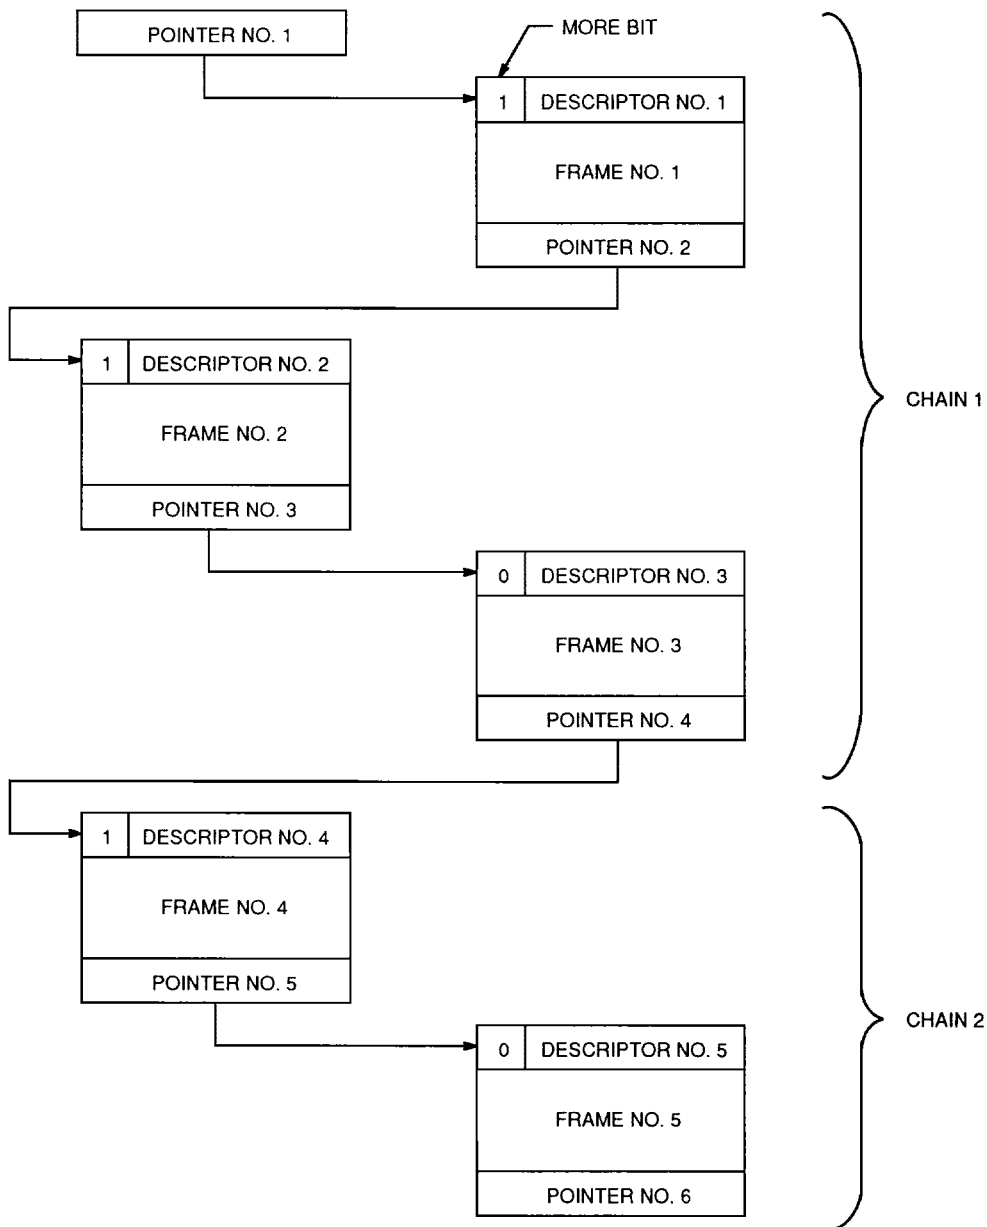 POINTER NO. 1
MORE BIT
1 DESCRIPTOR NO. 1
FRAME NO. 1
POINTER NO. 2
1 DESCRIPTOR NO. 2
FRAME NO. 2
POINTER NO. 3
CHAIN 1
0 DESCRIPTOR NO. 3
FRAME NO. 3
POINTER NO. 4
1 DESCRIPTOR NO. 4
FRAME NO. 4
POINTER NO. 5
CHAIN 2
0 DESCRIPTOR NO. 5
FRAME NO. 5
POINTER NO. 6